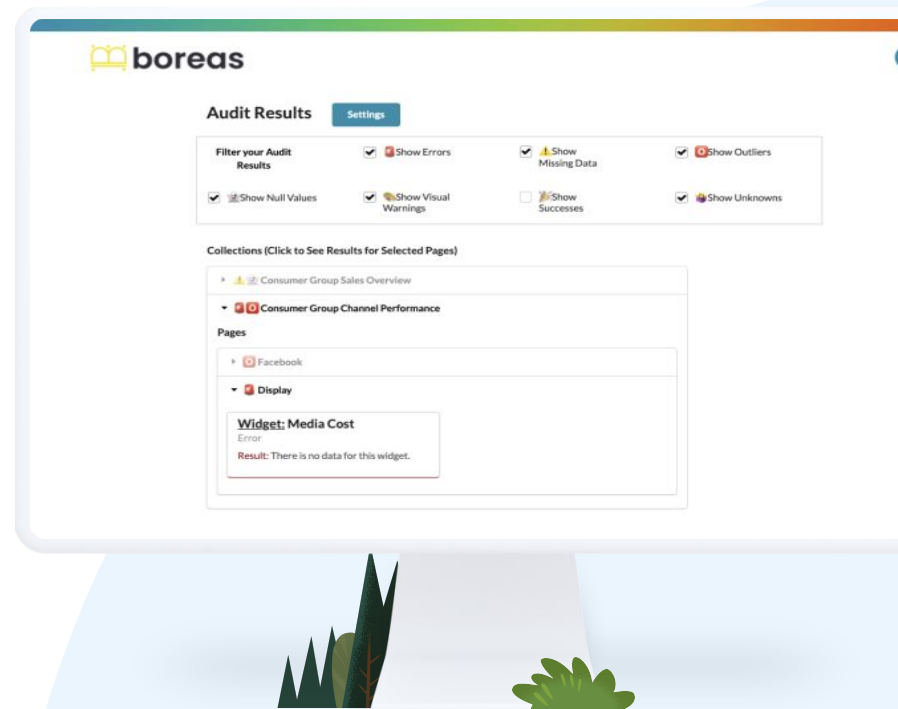 boreas
Audit Results
Settings
Filter your Audit
Results
Show Errors
Show
Missing Data
Show Outliers
Show Null Values
Show Visual
Warnings
Show
Successes
Show Unknowns
Collections (Click to See Results for Selected Pages)
Consumer Group Sales Overview
Consumer Group Channel Performance
Pages
Facebook
Display
Widget: Media Cost
Error
Result: There is no data for this widget.